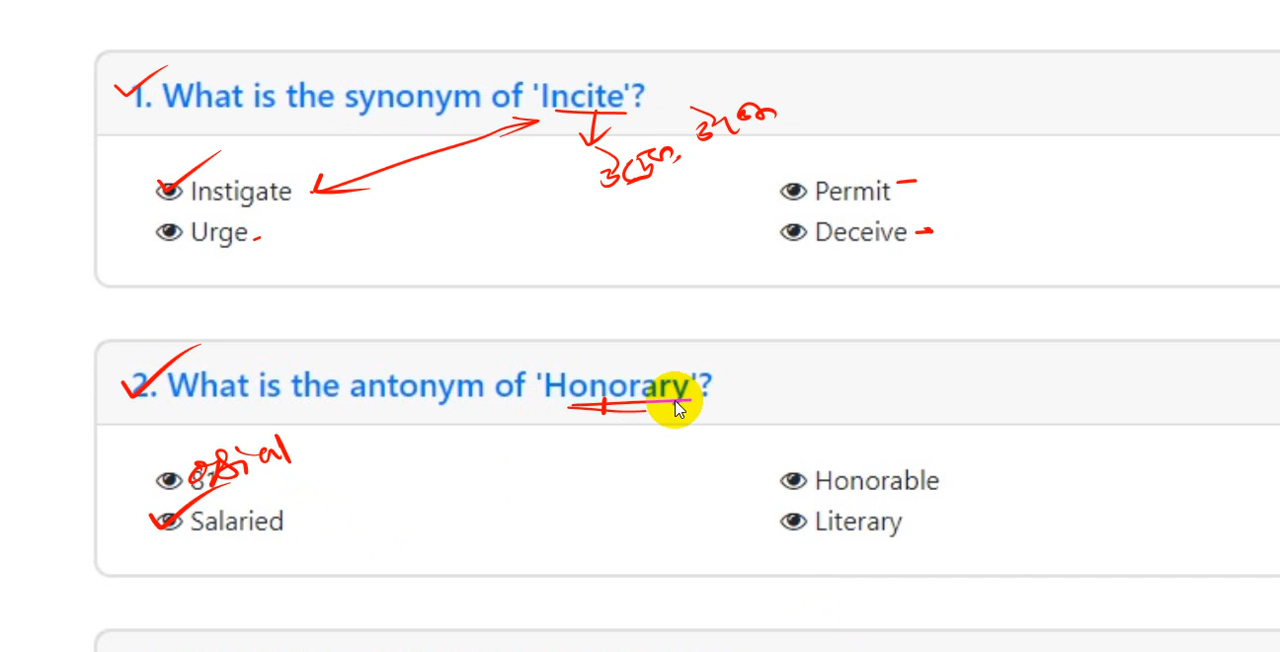 1. What is the synonym of 'Incite'?
Instigate
Permit
Urge
Deceive
2. What is the antonym of 'Honorary'?
Honorable
Salaried
Literary